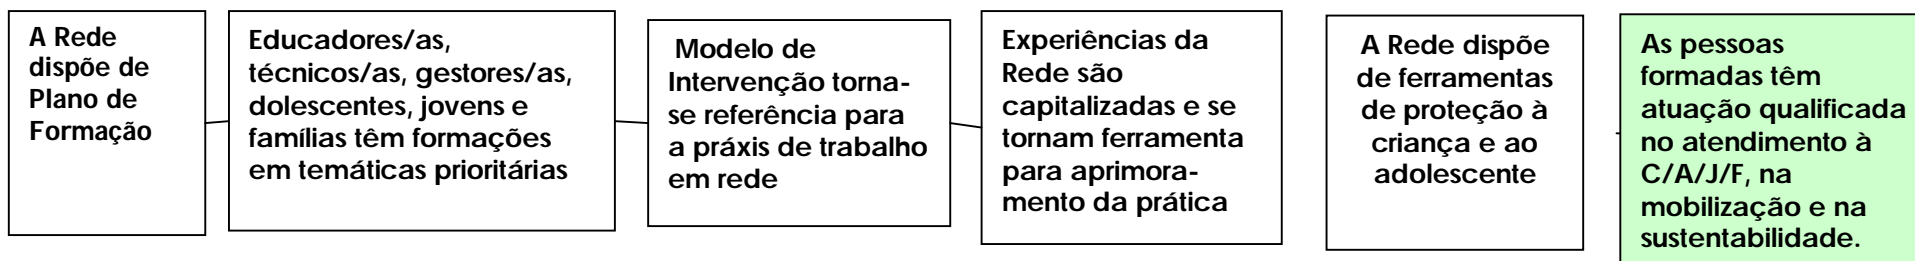 A Rede
dispõe de
Plano de
Formação
Educadores/as,
técnicos/as, gestores/as,
dolescentes, jovens e
famílias têm formações
em temáticas prioritárias
Modelo de
Intervenção torna-
se referência para
a práxis de trabalho
em rede
Experiências da
Rede são
capitalizadas e se
tornam ferramenta
para aprimora-
mento da prática
A Rede dispõe
de ferramentas
de proteção à
criança e ao
adolescente
As pessoas
formadas têm
atuação qualificada
no atendimento à
C/A/J/F, na
mobilização e na
sustentabilidade.